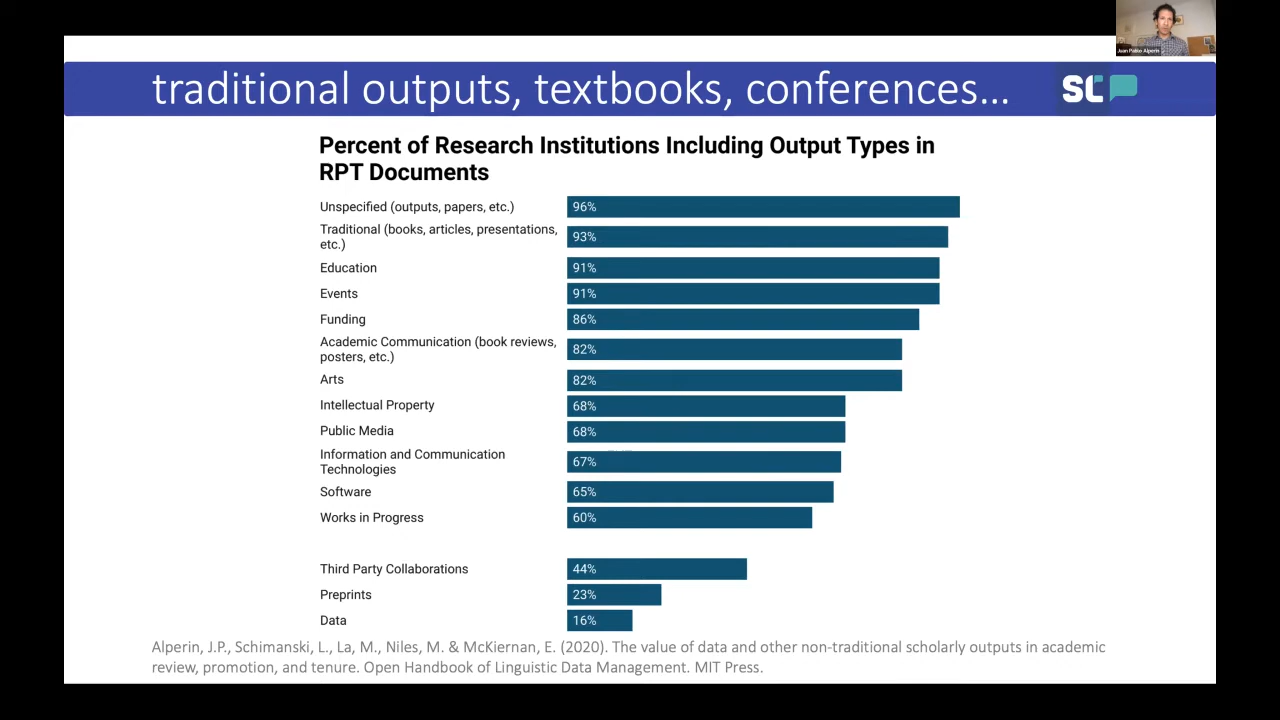 Juan Pablo Alperin
traditional outputs, textbooks, conferences...
SC
Percent of Research Institutions Including Output Types in
RPT Documents
Unspecified (outputs, papers, etc.) 96%
Traditional (books, articles, presentations,
etc.) 93%
Education 91%
Events 91%
Funding 86%
Academic Communication (book reviews,
posters, etc.) 82%
Arts 82%
Intellectual Property 68%
Public Media 68%
Information and Communication
Technologies 67%
Software 65%
Works in Progress 60%
Third Party Collaborations 44%
Preprints 23%
Data 16%
Alperin, J.P., Schimanski, L., La, M., Niles, M. & McKiernan, E. (2020). The value of data and other non-traditional scholarly outputs in academic
review, promotion, and tenure. Open Handbook of Linguistic Data Management. MIT Press.